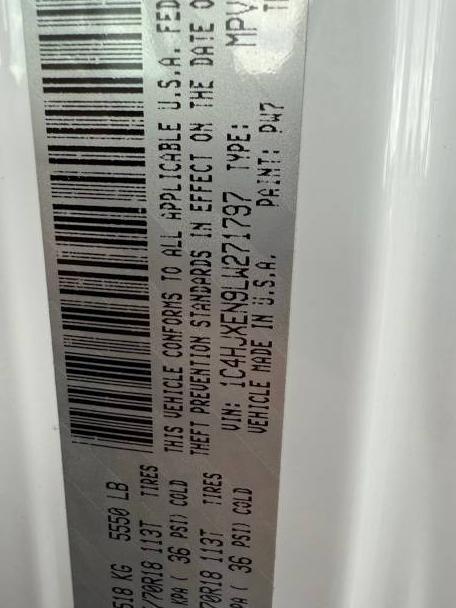 518 KG 5550 LB
/70R18 113T TIRES
KPA ( 36 PSI) COLD
70R18 113T TIRES
PA ( 36 PSI) COLD
THIS VEHICLE CONFORMS TO ALL APPLICABLE U.S.A. FED
THEFT PREVENTION STANDARDS IN EFFECT ON THE DATE O
VIN: 1C4HJXEN9LW271797 TYPE: MPV
VEHICLE MADE IN U.S.A. PAINT: PW7